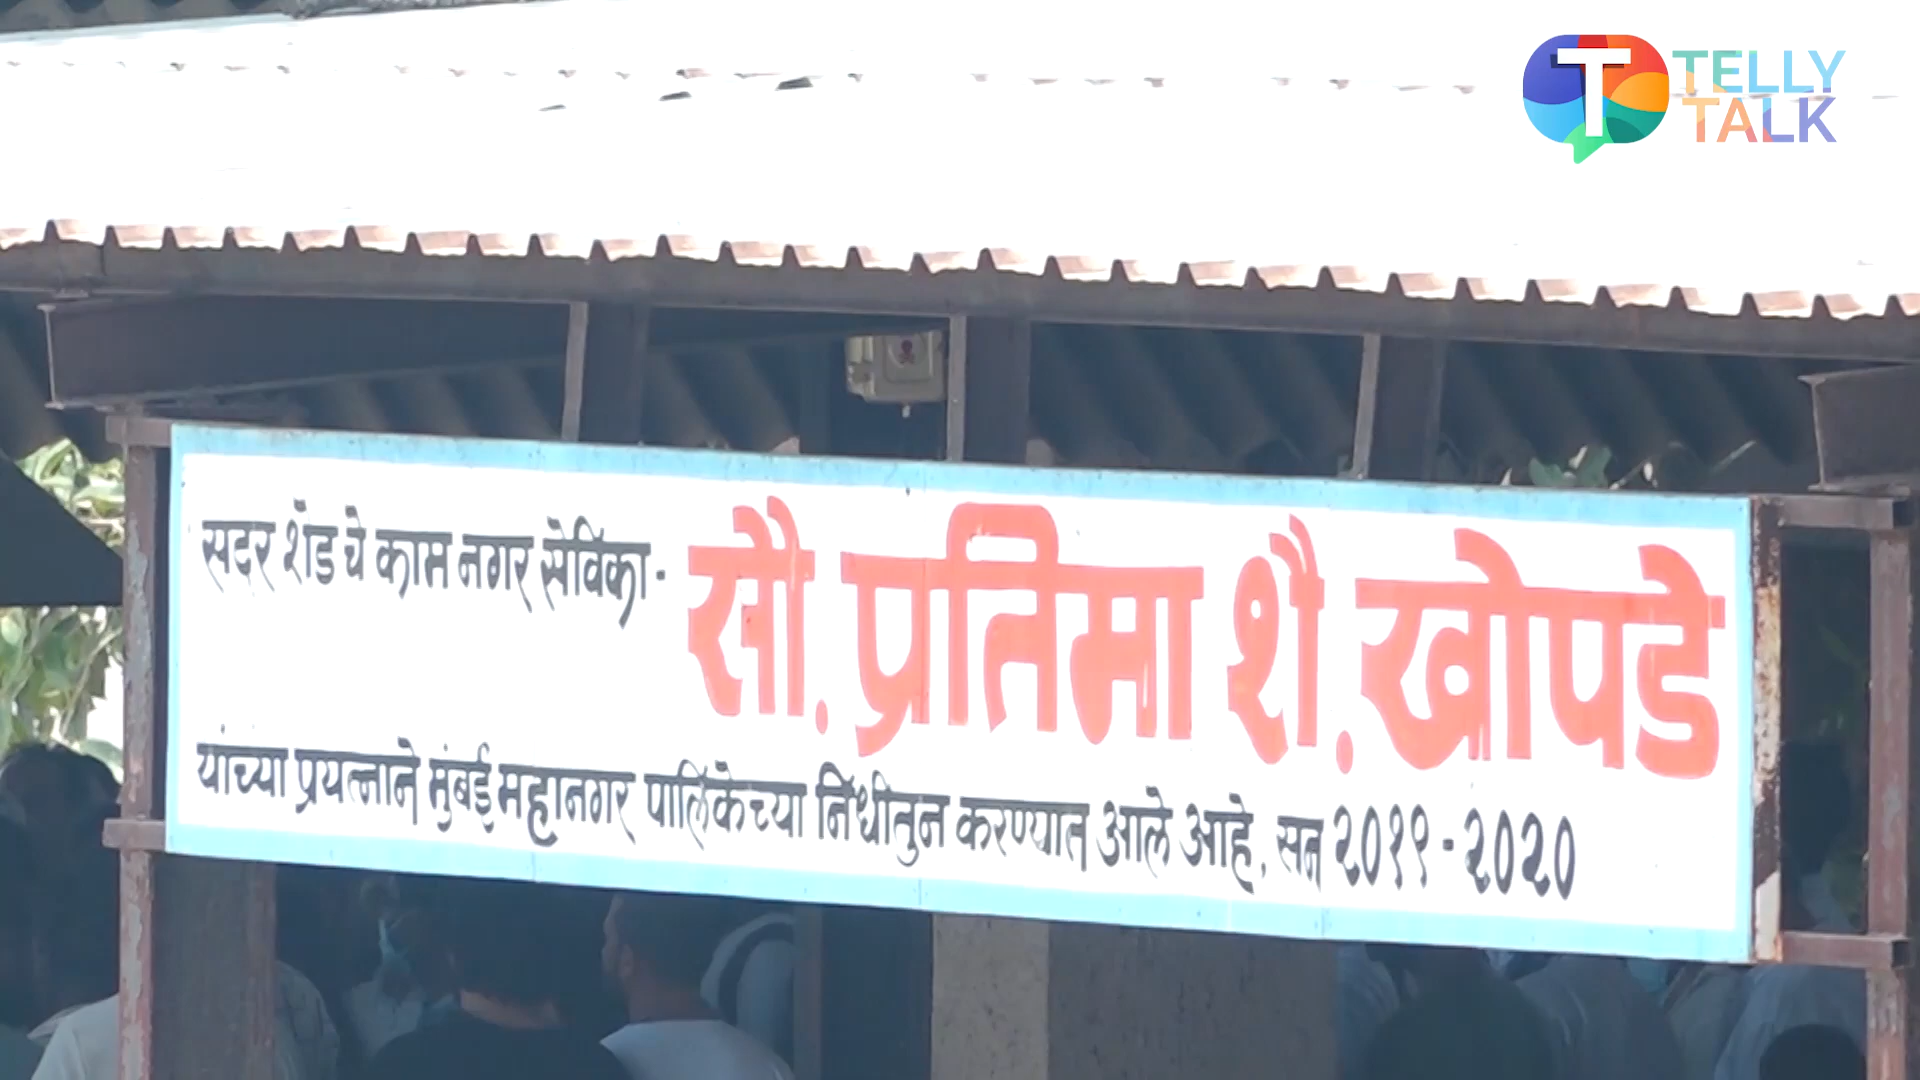 TELLY
TALK
सदर शेड चे काम नगर सेविका - सौ. प्रतिमा शै. खोपडे
यांच्या प्रयत्नाने मुंबई महानगर पालिकेच्या निधीतुन करण्यात आले आहे. सन २०१९ - २०२०